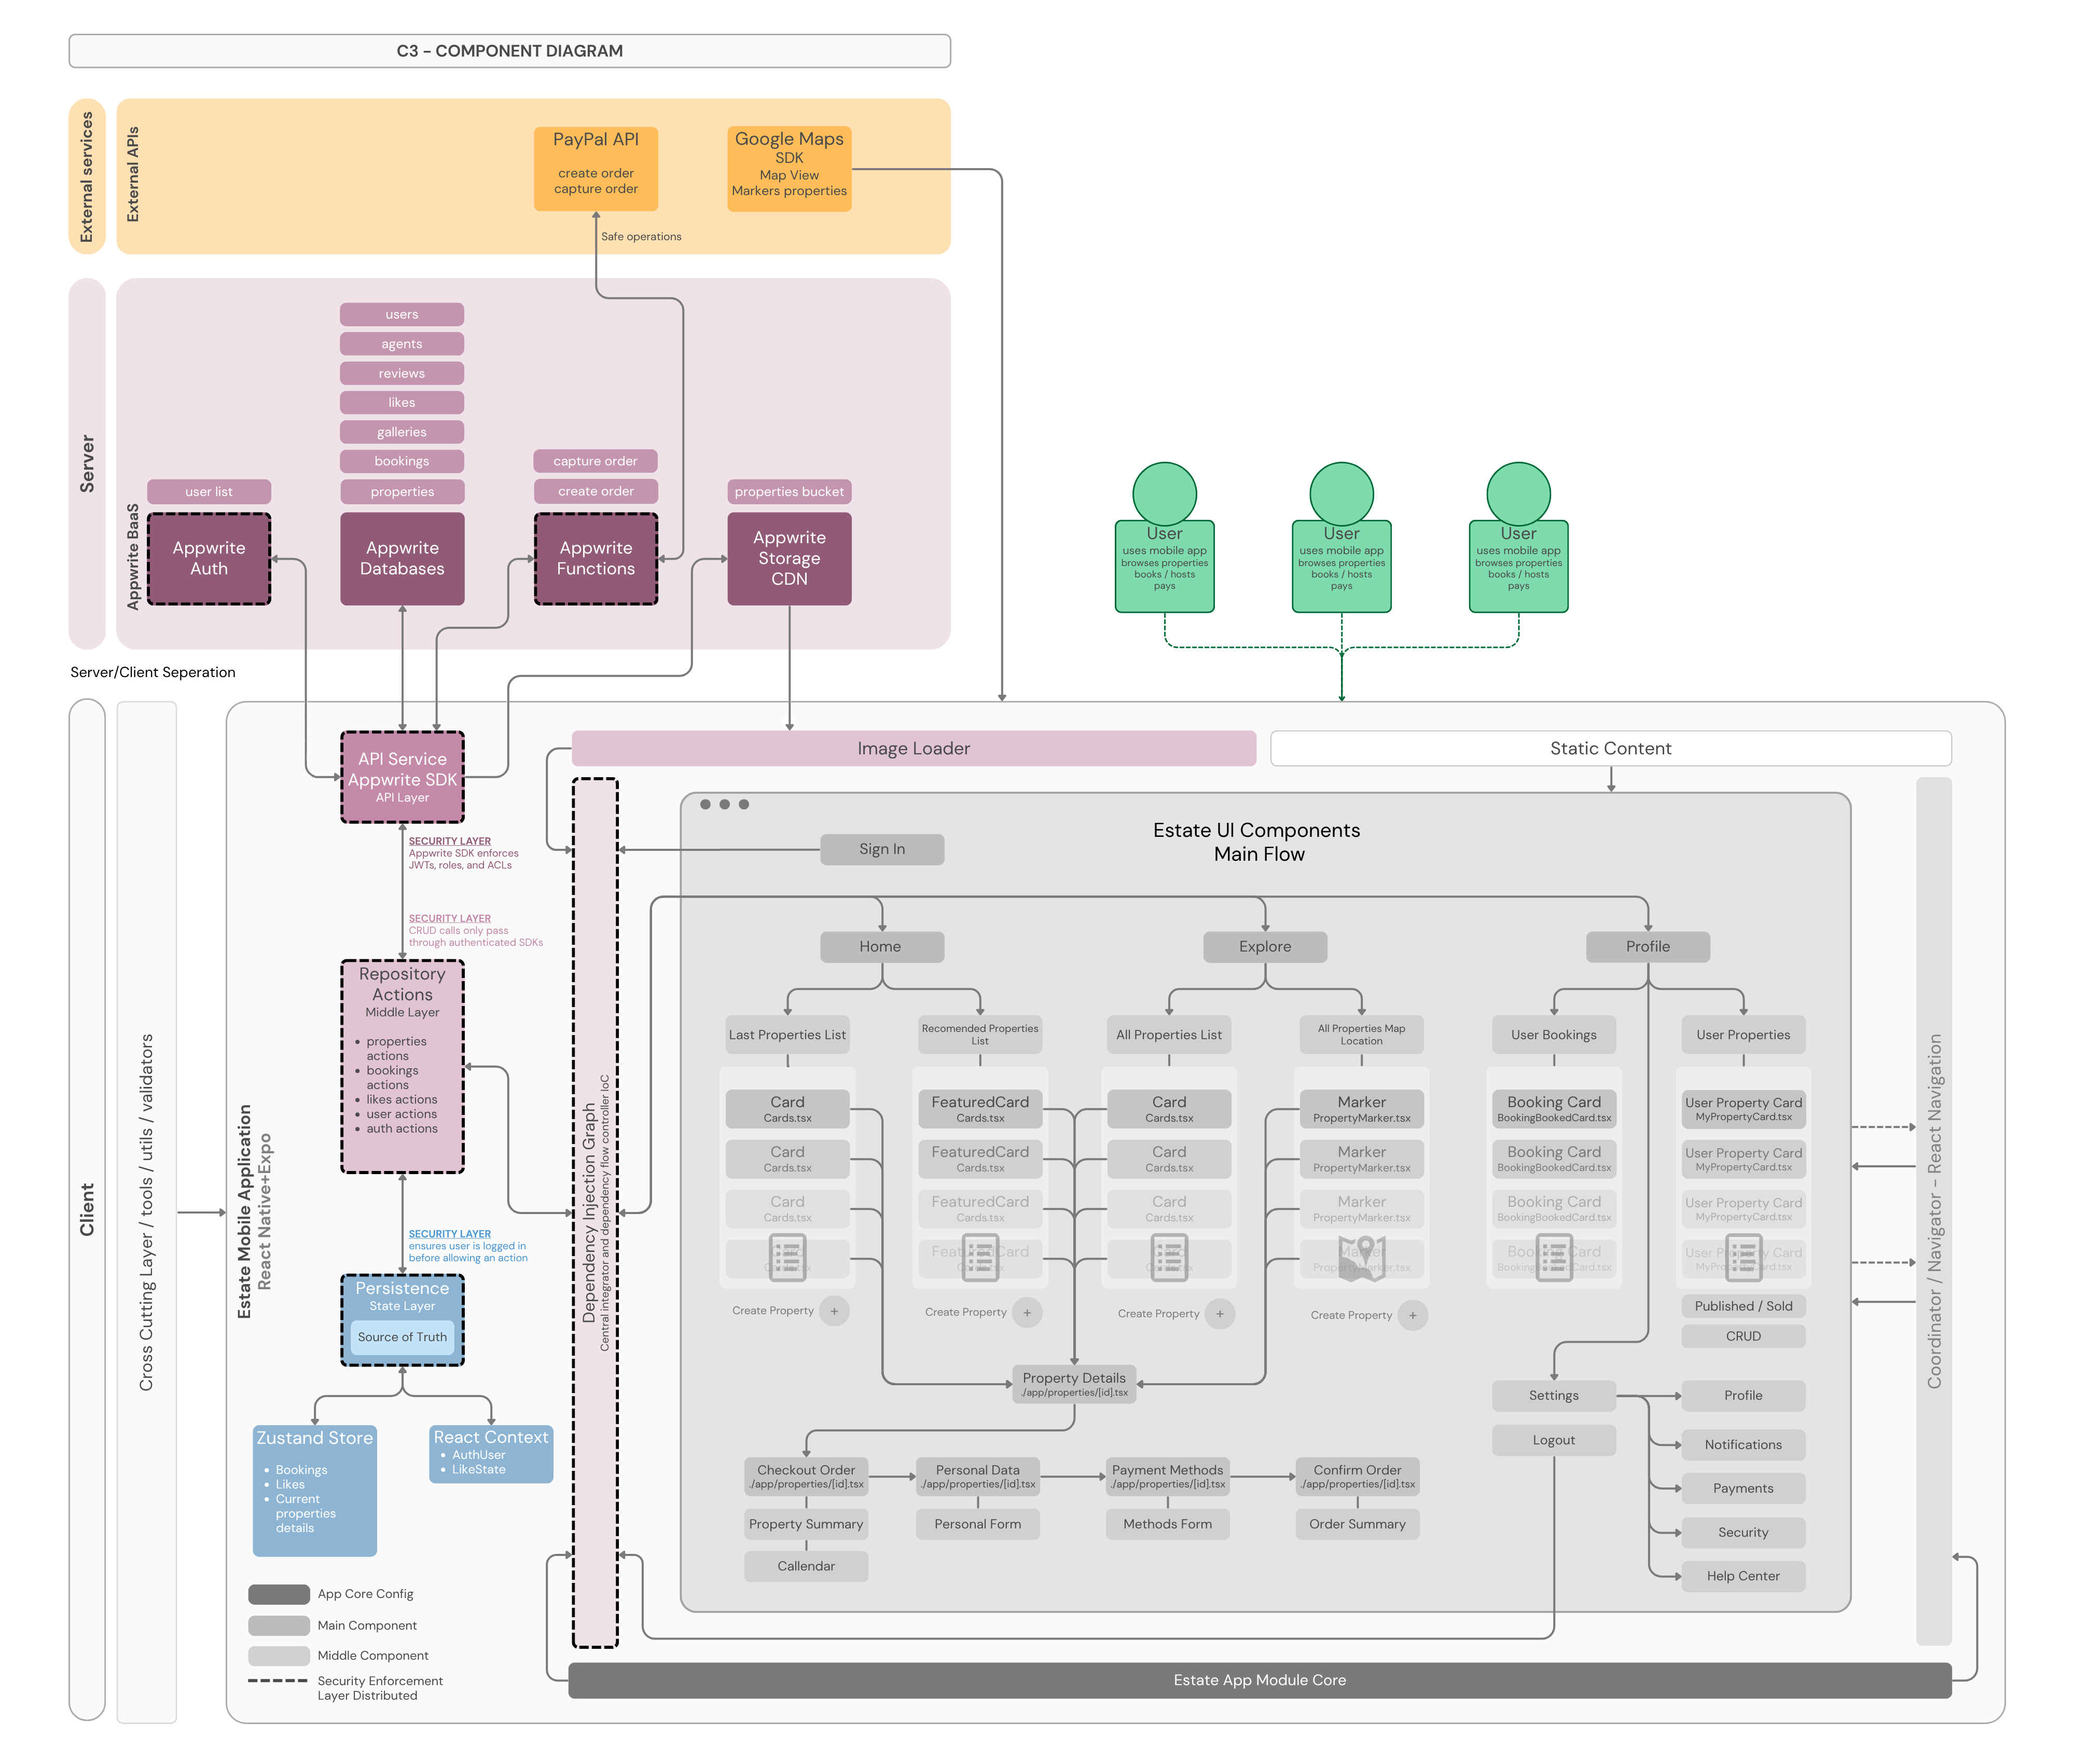 C3 - COMPONENT DIAGRAM
External services
External APIs
PayPal API
create order
capture order
Google Maps
SDK
Map View
Markers properties
Safe operations
Server
Appwrite BaaS
users
agents
reviews
likes
galleries
bookings
properties
user list
capture order
create order
properties bucket
Appwrite
Auth
Appwrite
Databases
Appwrite
Functions
Appwrite
Storage
CDN
User
uses mobile app
browses properties
books / hosts
pays
User
uses mobile app
browses properties
books / hosts
pays
User
uses mobile app
browses properties
books / hosts
pays
Server/Client Seperation
Client
Cross Cutting Layer / tools / utils / validators
Estate Mobile Application
React Native+Expo
API Service
Appwrite SDK
API Layer
SECURITY LAYER
Appwrite SDK enforces
JWTs, roles, and ACLs
SECURITY LAYER
CRUD calls only pass
through authenticated SDKs
Repository
Actions
Middle Layer
• properties
actions
• bookings
actions
• likes actions
• user actions
• auth actions
SECURITY LAYER
ensures user is logged in
before allowing an action
Persistence
State Layer
Source of Truth
Zustand Store
• Bookings
• Likes
• Current
properties
details
React Context
• AuthUser
• LikeState
App Core Config
Main Component
Middle Component
Security Enforcement
Layer Distributed
Image Loader
Static Content
Dependency Injection Graph
Central integrator and dependency flow controller IoC
Estate UI Components
Main Flow
Sign In
Home
Explore
Profile
Last Properties List
Recomended Properties
List
All Properties List
All Properties Map
Location
User Bookings
User Properties
Card
Cards.tsx
Card
Cards.tsx
Card
Cards.tsx
Card
Cards.tsx
Create Property +
FeaturedCard
Cards.tsx
FeaturedCard
Cards.tsx
FeaturedCard
Cards.tsx
FeaturedCard
Cards.tsx
Create Property +
Card
Cards.tsx
Card
Cards.tsx
Card
Cards.tsx
Card
Cards.tsx
Create Property +
Marker
PropertyMarker.tsx
Marker
PropertyMarker.tsx
Marker
PropertyMarker.tsx
Marker
PropertyMarker.tsx
Create Property +
Booking Card
BookingBookedCard.tsx
Booking Card
BookingBookedCard.tsx
Booking Card
BookingBookedCard.tsx
Booking Card
BookingBookedCard.tsx
User Property Card
MyPropertyCard.tsx
User Property Card
MyPropertyCard.tsx
User Property Card
MyPropertyCard.tsx
User Property Card
MyPropertyCard.tsx
Published / Sold
CRUD
Property Details
./app/properties/[id].tsx
Settings
Logout
Profile
Notifications
Payments
Security
Help Center
Checkout Order
./app/properties/[id].tsx
Property Summary
Callendar
Personal Data
./app/properties/[id].tsx
Personal Form
Payment Methods
./app/properties/[id].tsx
Methods Form
Confirm Order
./app/properties/[id].tsx
Order Summary
Coordinator / Navigator - React Navigation
Estate App Module Core